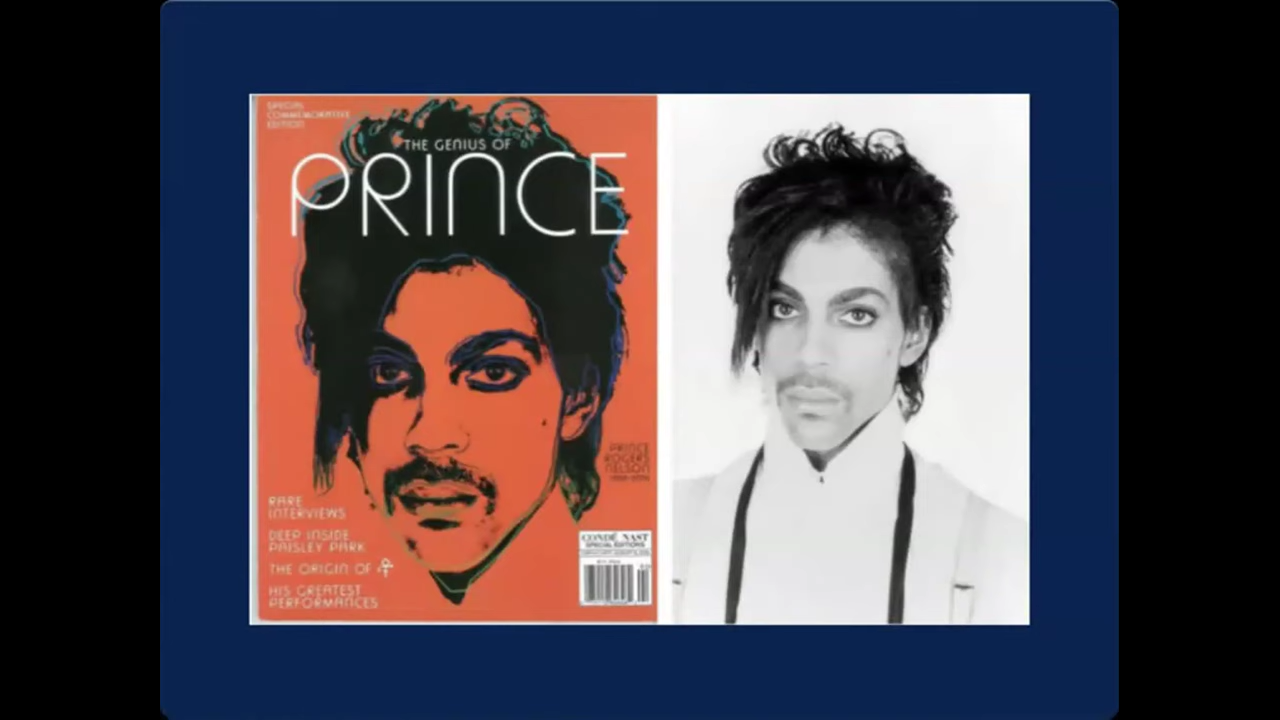 SPECIAL
COMMEMORATIVE
EDITION
THE GENIUS OF
PRINCE
PRINCE
ROGERS
NELSON
RARE
INTERVIEWS
DEEP INSIDE
PAISLEY PARK
THE ORIGIN OF
HIS GREATEST
PERFORMANCES
CONDÉ NAST
SPECIAL EDITIONS